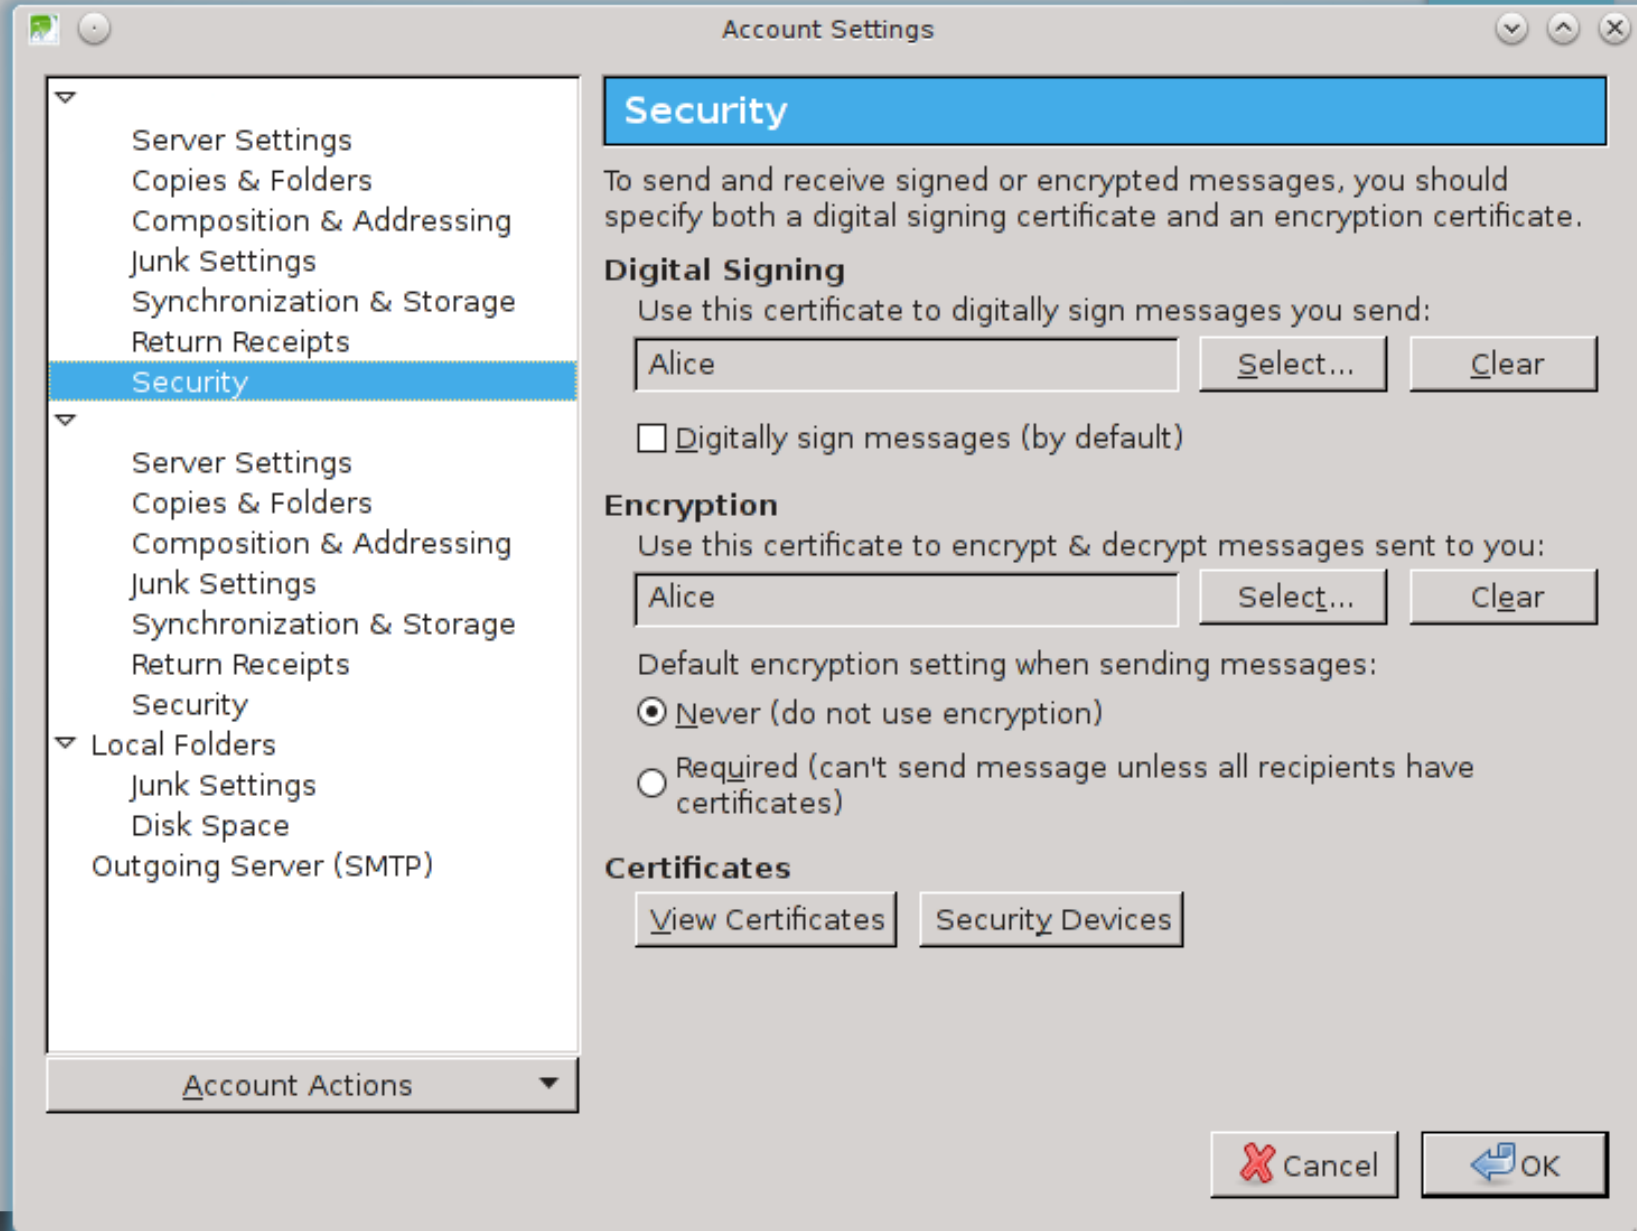 Account Settings
Server Settings
Copies & Folders
Composition & Addressing
Junk Settings
Synchronization & Storage
Return Receipts
Security
Server Settings
Copies & Folders
Composition & Addressing
Junk Settings
Synchronization & Storage
Return Receipts
Security
Local Folders
Junk Settings
Disk Space
Outgoing Server (SMTP)
Account Actions
Security
To send and receive signed or encrypted messages, you should
specify both a digital signing certificate and an encryption certificate.
Digital Signing
Use this certificate to digitally sign messages you send:
Alice
Select...
Clear
Digitally sign messages (by default)
Encryption
Use this certificate to encrypt & decrypt messages sent to you:
Alice
Select...
Clear
Default encryption setting when sending messages:
Never (do not use encryption)
Required (can't send message unless all recipients have
certificates)
Certificates
View Certificates
Security Devices
Cancel
OK